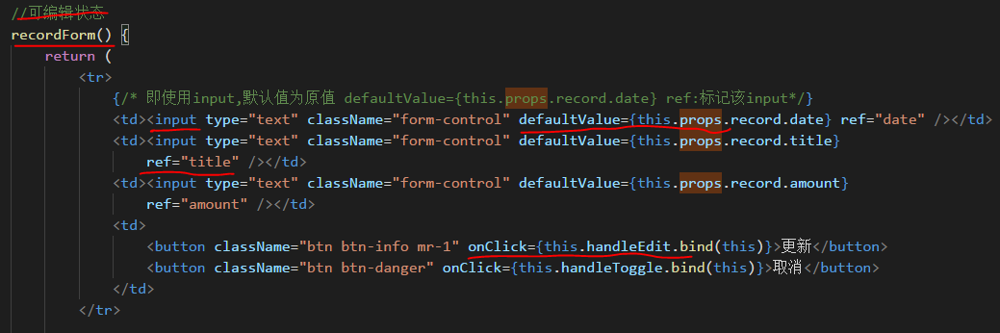 //可编辑状态
recordForm() {
return (
<tr>
{/* 即使用input,默认值为原值 defaultValue={this.props.record.date} ref:标记该input*/}
<td><input type="text" className="form-control" defaultValue={this.props.record.date} ref="date" /></td>
<td><input type="text" className="form-control" defaultValue={this.props.record.title}
ref="title" /></td>
<td><input type="text" className="form-control" defaultValue={this.props.record.amount}
ref="amount" /></td>
<td>
<button className="btn btn-info mr-1" onClick={this.handleEdit.bind(this)}>更新</button>
<button className="btn btn-danger" onClick={this.handleToggle.bind(this)}>取消</button>
</td>
</tr>